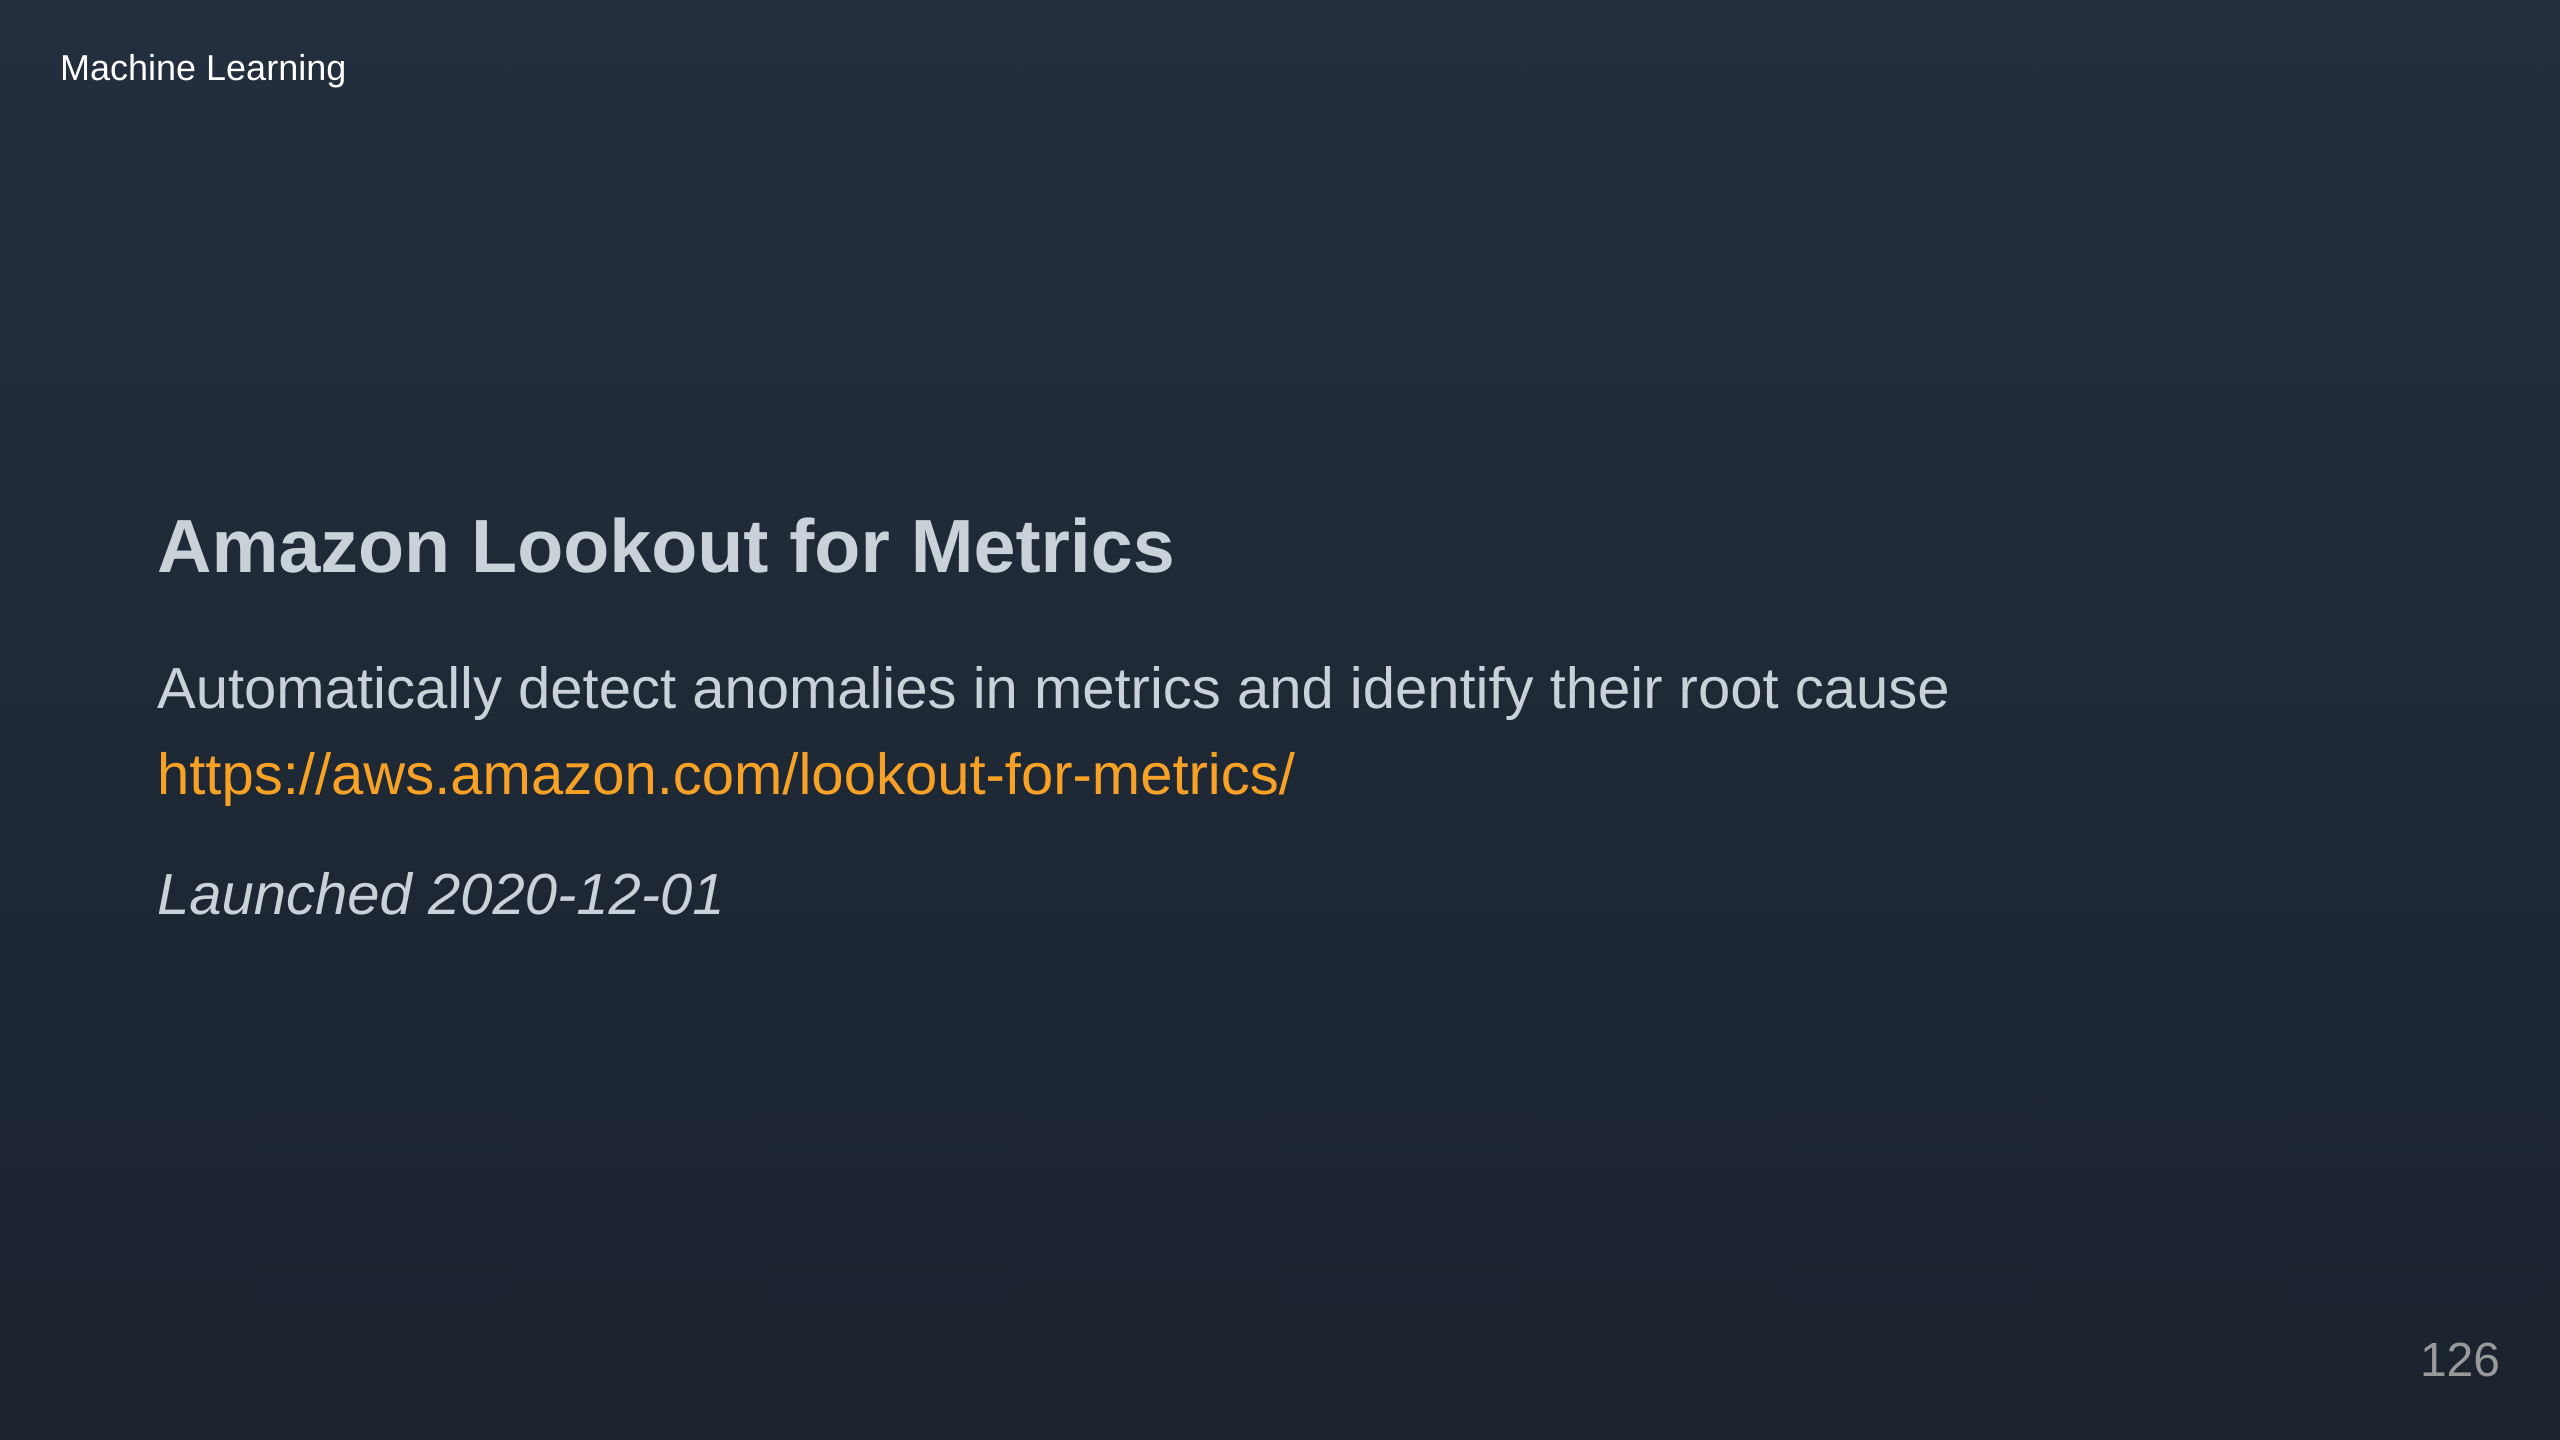 Machine Learning
Amazon Lookout for Metrics
Automatically detect anomalies in metrics and identify their root cause
https://aws.amazon.com/lookout-for-metrics/
Launched 2020-12-01
126